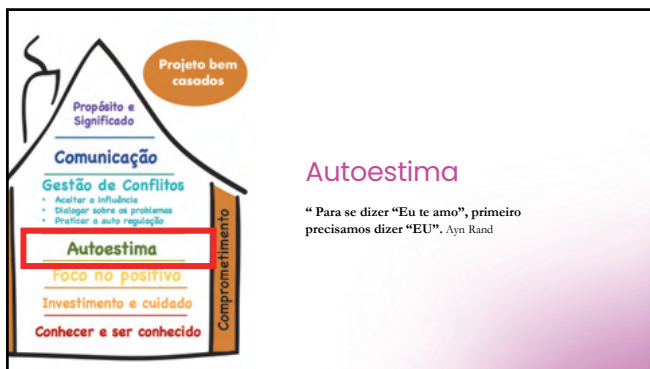 Projeto bem
casados
Propósito e
Significado
Comunicação
Gestão de Conflitos
• Aceitar a influência
• Dialogar sobre os problemas
• Praticar a auto regulação
Autoestima
Foco no positivo
Investimento e cuidado
Conhecer e ser conhecido
Comprometimento
Autoestima
“ Para se dizer “Eu te amo”, primeiro
precisamos dizer “EU”. Ayn Rand